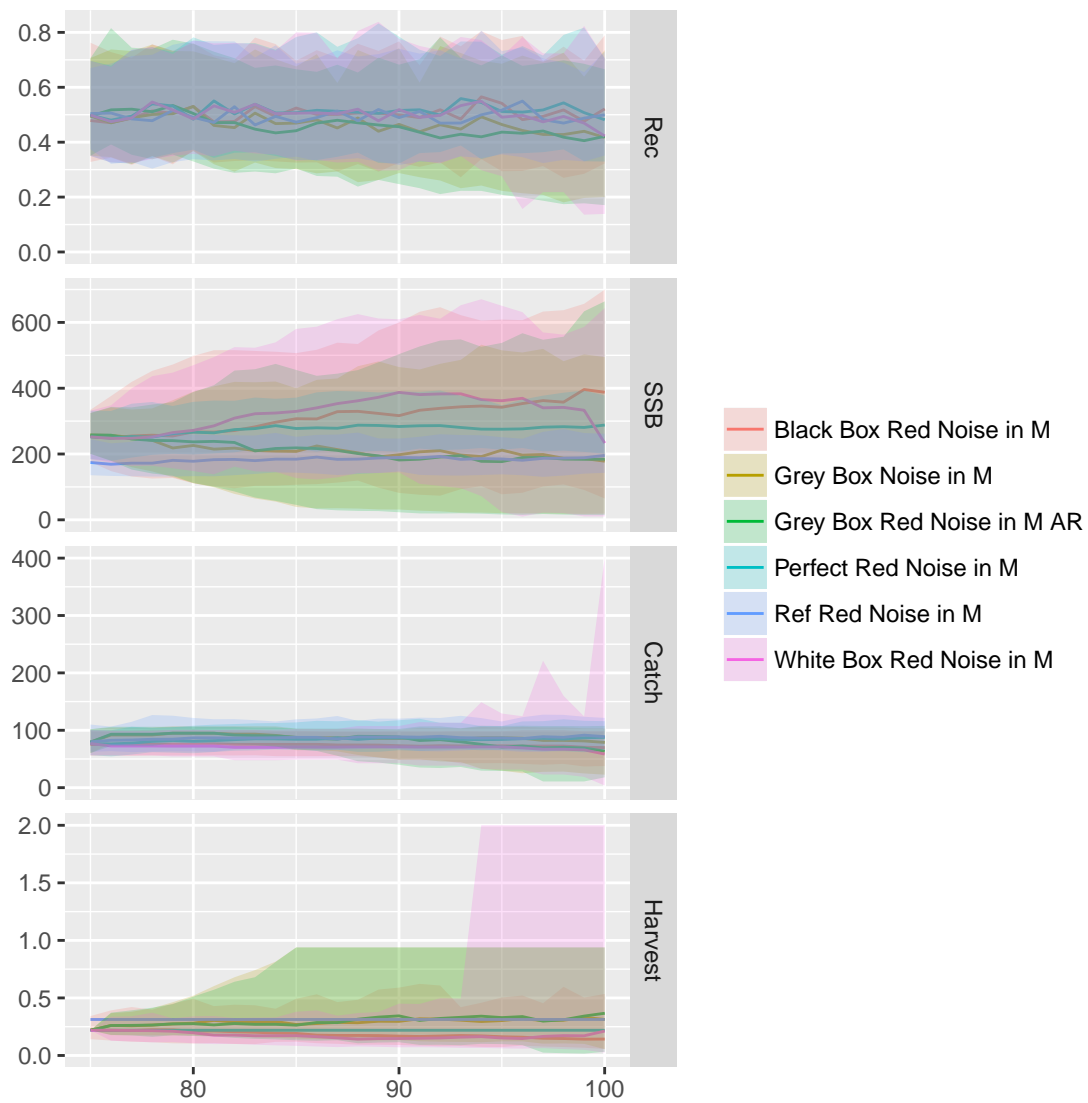 0.8
0.6
0.4
0.2
0.0
Rec
600
400
200
0
SSB
400
300
200
100
0
Catch
2.0
1.5
1.0
0.5
0.0
Harvest
80
90
100
Black Box Red Noise in M
Grey Box Noise in M
Grey Box Red Noise in M AR
Perfect Red Noise in M
Ref Red Noise in M
White Box Red Noise in M